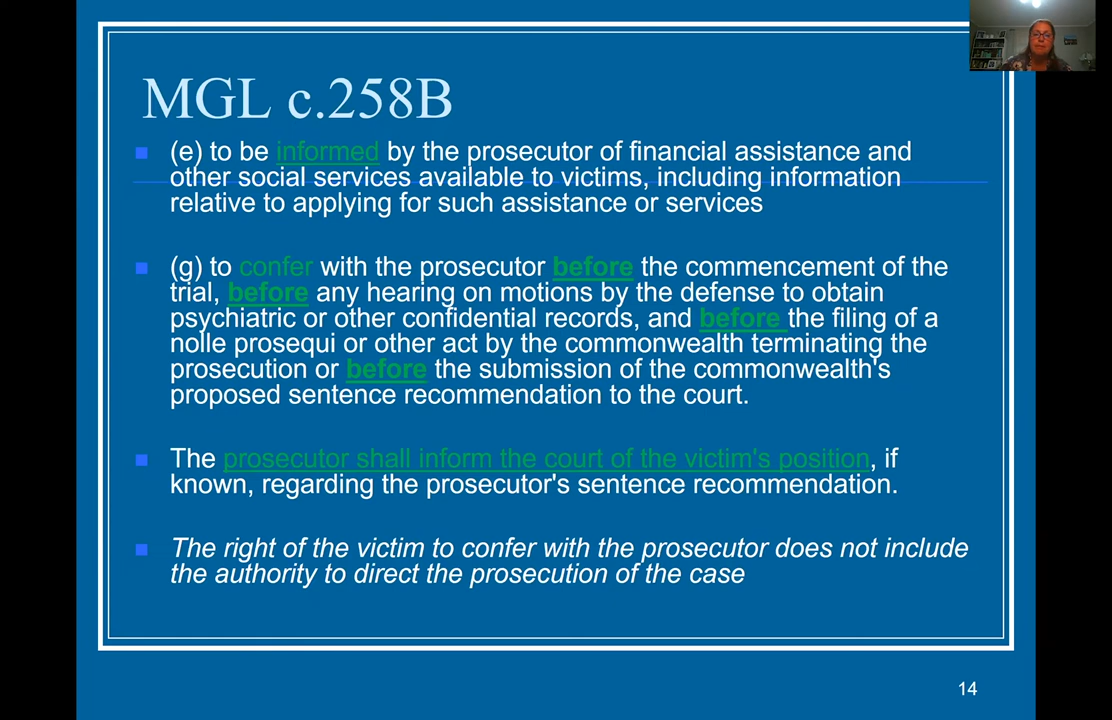 MGL c.258B
(e) to be informed by the prosecutor of financial assistance and
other social services available to victims, including information
relative to applying for such assistance or services
(g) to confer with the prosecutor before the commencement of the
trial, before any hearing on motions by the defense to obtain
psychiatric or other confidential records, and before the filing of a
nolle prosequi or other act by the commonwealth terminating the
prosecution or before the submission of the commonwealth's
proposed sentence recommendation to the court.
The prosecutor shall inform the court of the victim's position, if
known, regarding the prosecutor's sentence recommendation.
The right of the victim to confer with the prosecutor does not include
the authority to direct the prosecution of the case
14